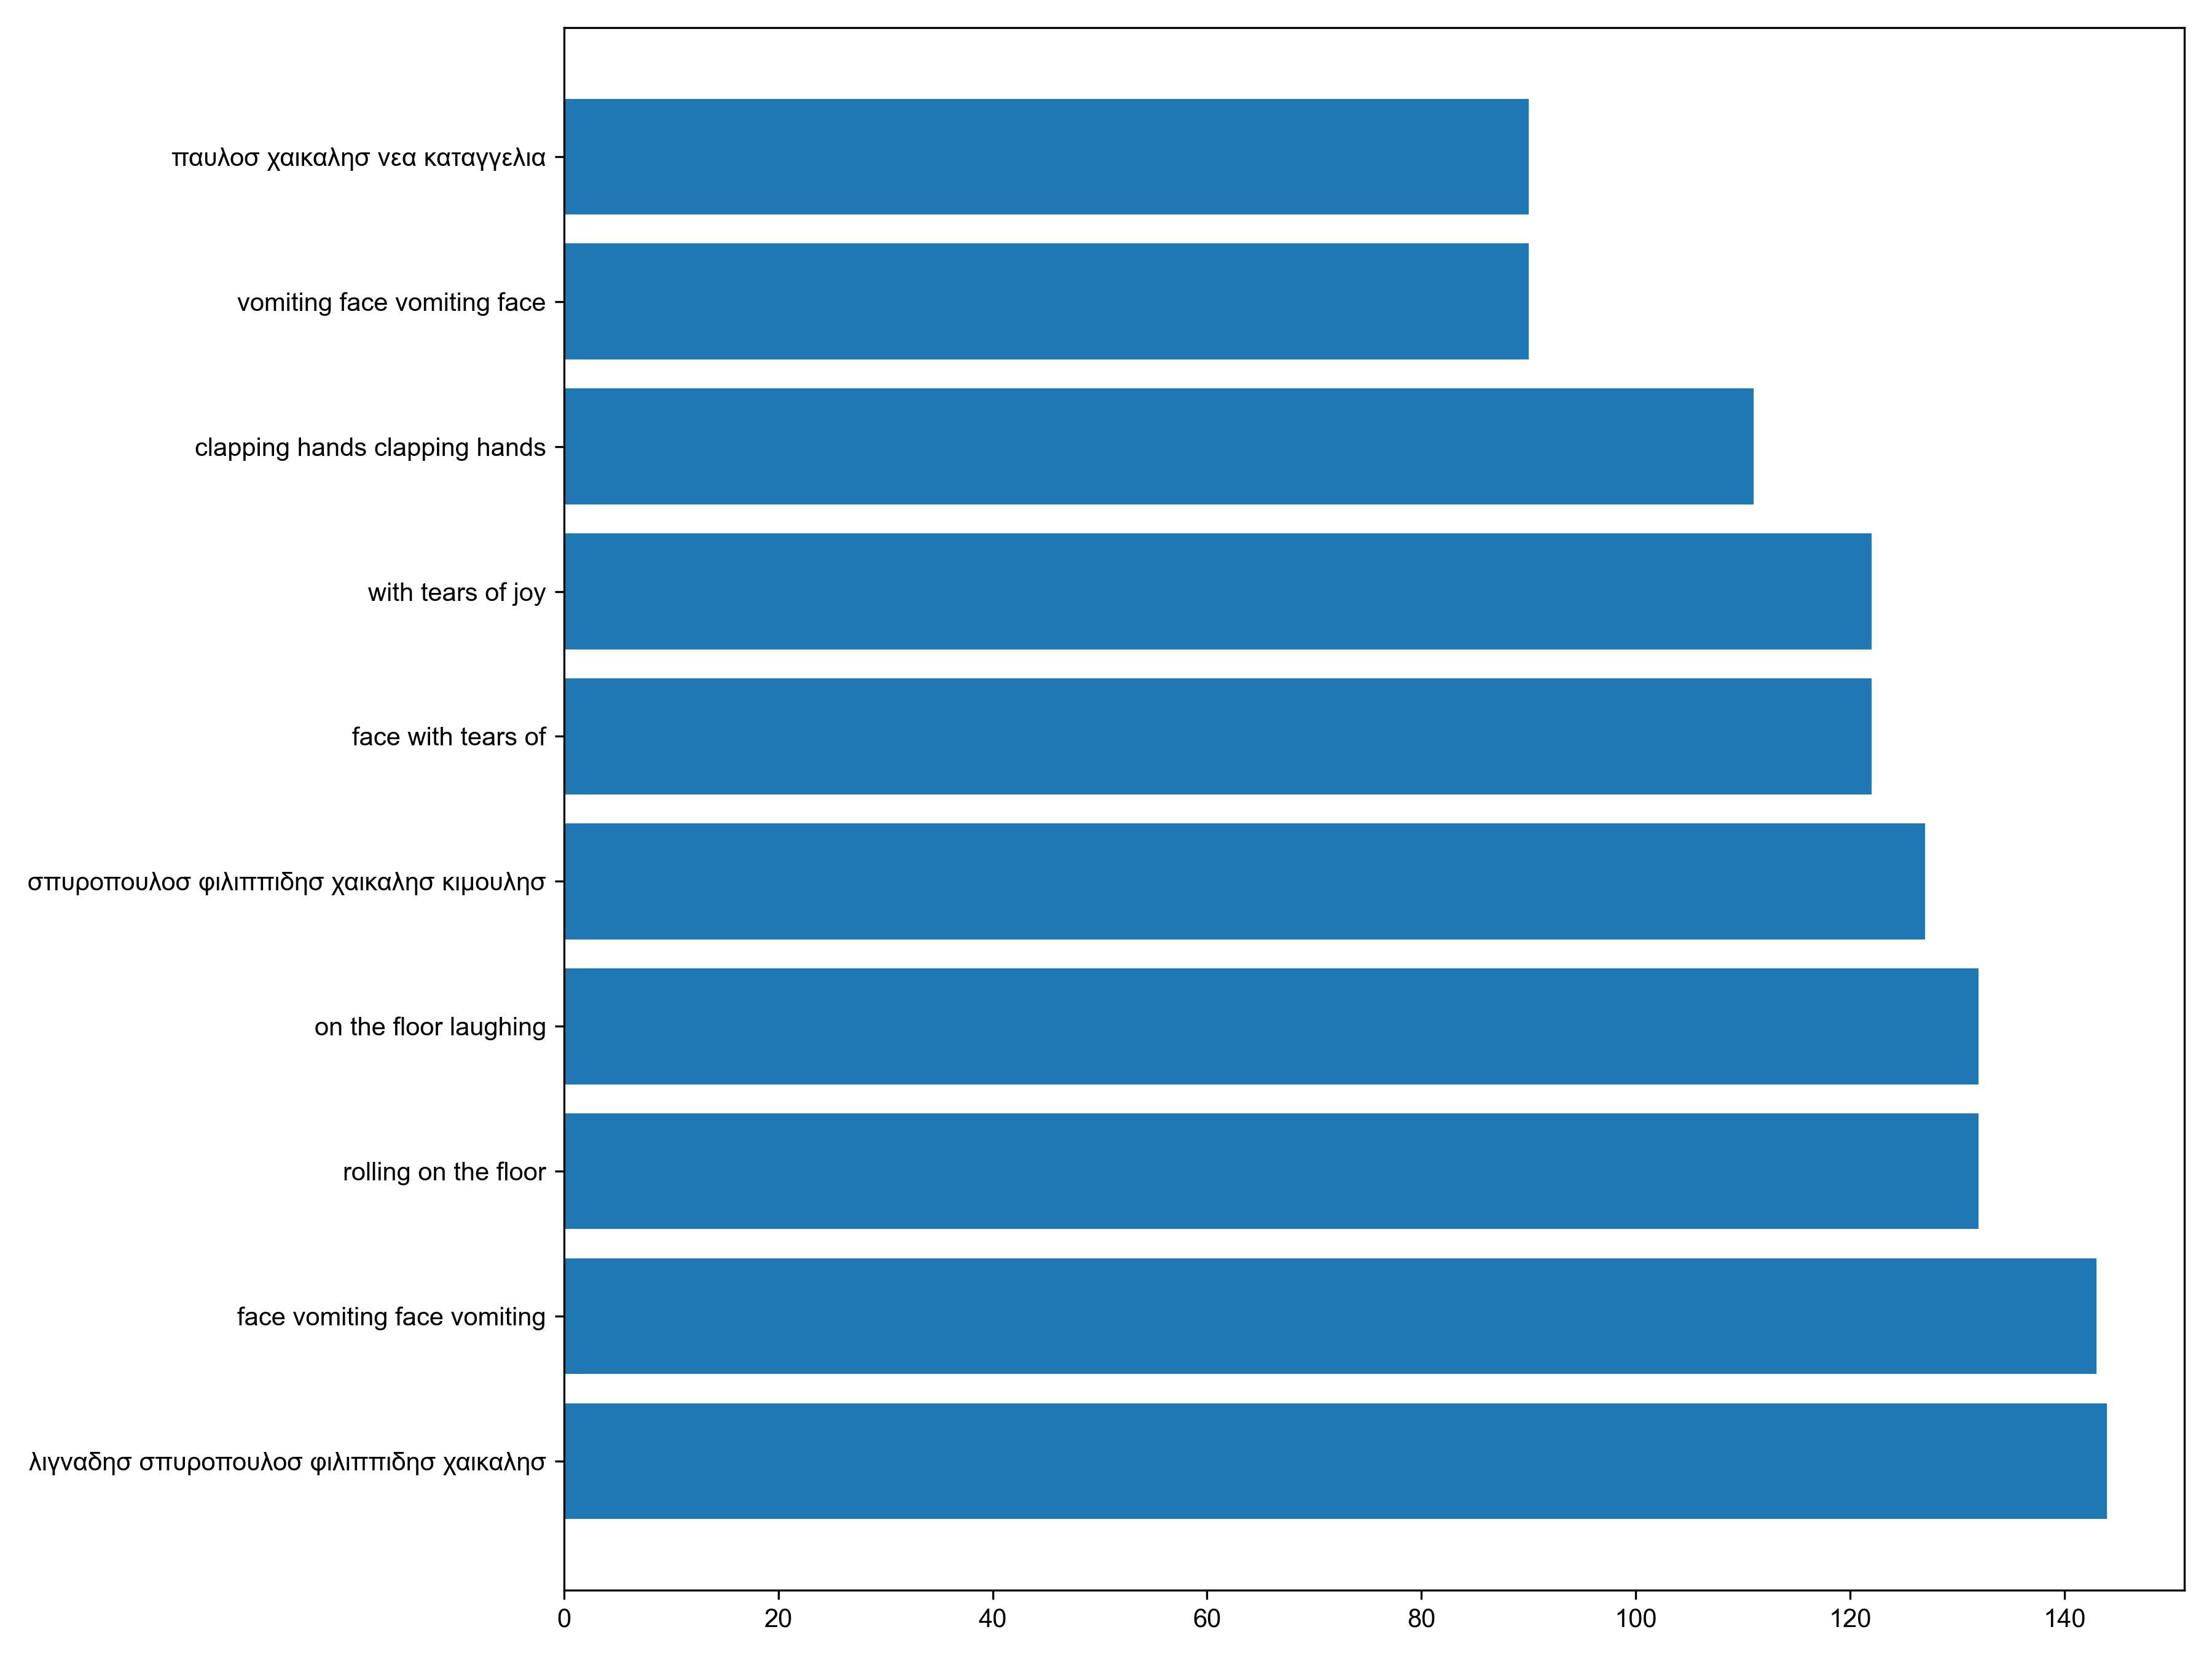 παυλοσ χαικαλησ νεα καταγγελια
vomiting face vomiting face
clapping hands clapping hands
with tears of joy
face with tears of
σπυροπουλοσ φιλιππιδησ χαικαλησ κιμουλησ
on the floor laughing
rolling on the floor
face vomiting face vomiting
λιγναδησ σπυροπουλοσ φιλιππιδησ χαικαλησ
0 20 40 60 80 100 120 140